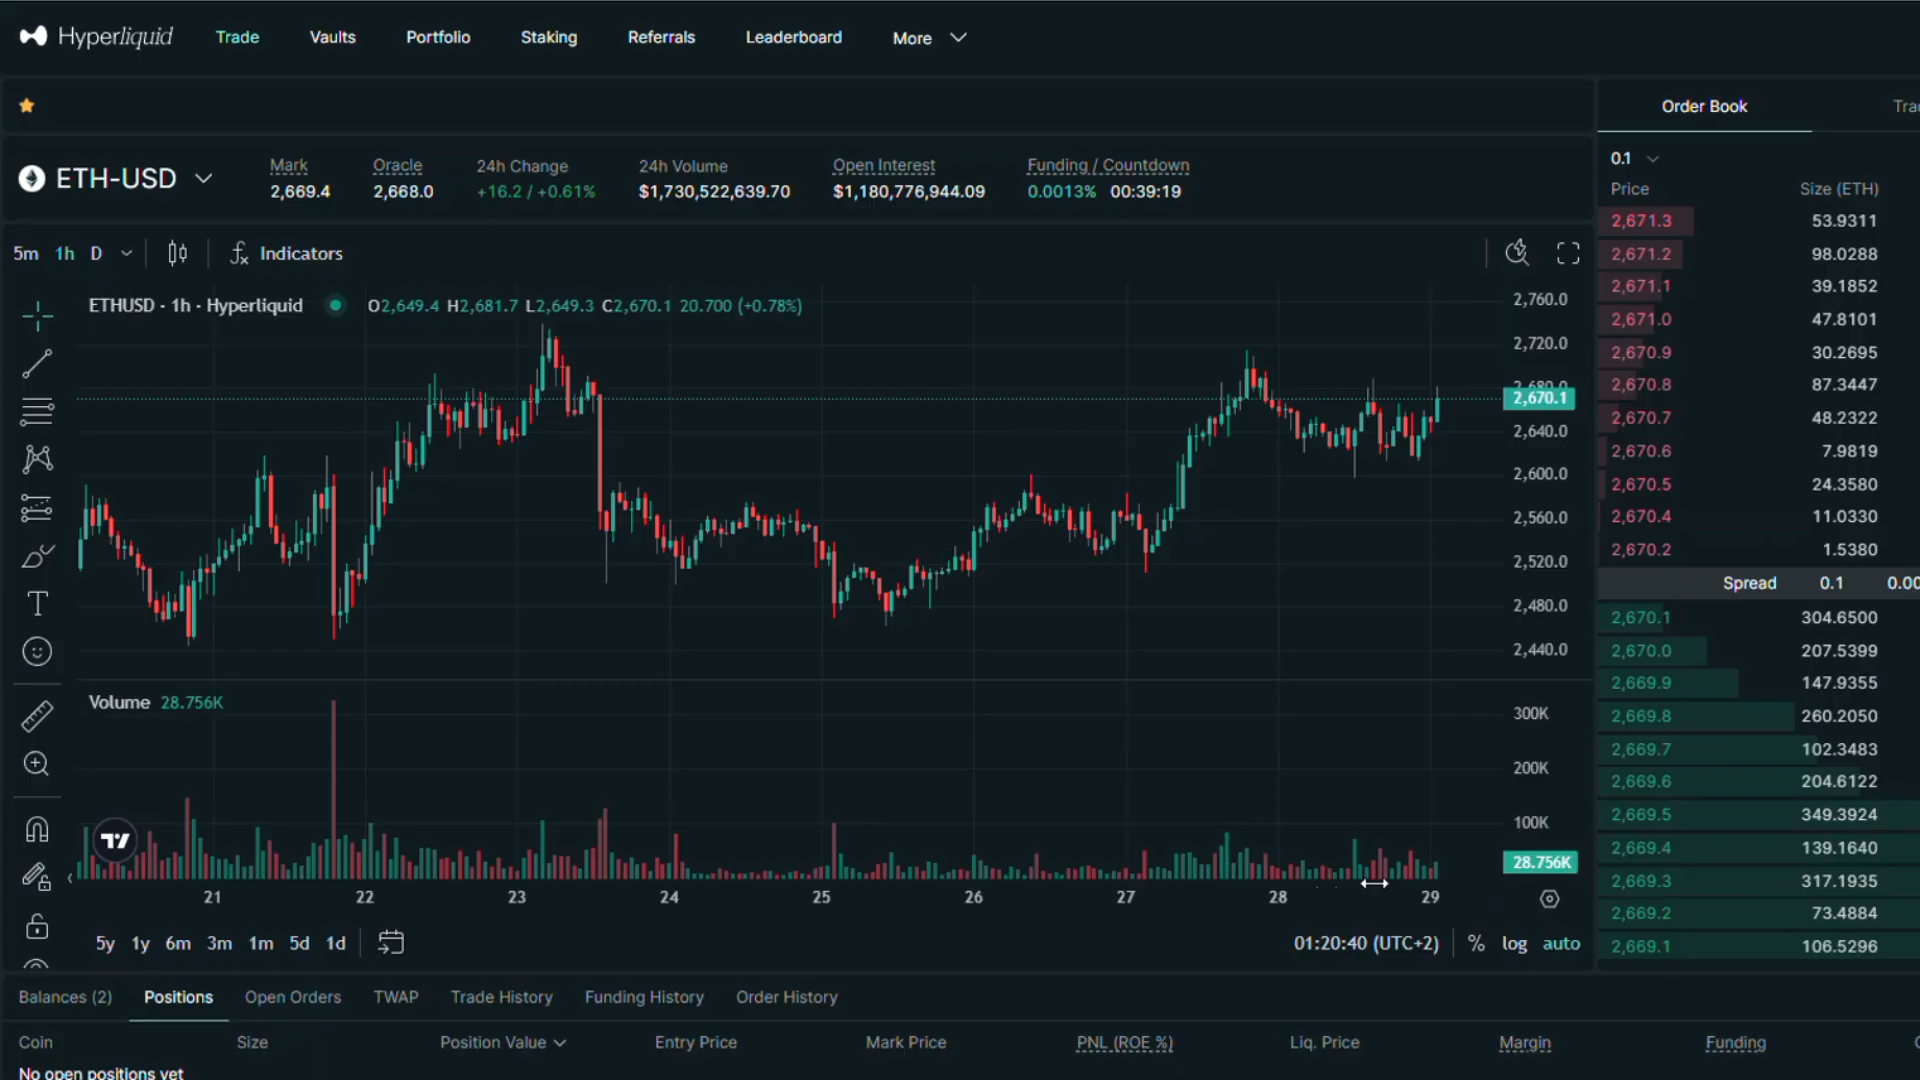 Hyperliquid Trade Vaults Portfolio Staking Referrals Leaderboard More
ETH-USD
Mark Oracle 24h Change 24h Volume Open Interest Funding / Countdown
2,669.4 2,668.0 +16.2 / +0.61% $1,730,522,639.70 $1,180,776,944.09 0.0013% 00:39:19
5m 1h D Indicators
ETHUSD · 1h · Hyperliquid O2,649.4 H2,681.7 L2,649.3 C2,670.1 20.700 (+0.78%)
2,760.0
2,720.0
2,680.0
2,670.1
2,640.0
2,600.0
2,560.0
2,520.0
2,480.0
2,440.0
Volume 28.756K
300K
200K
100K
28.756K
21 22 23 24 25 26 27 28 29
5y 1y 6m 3m 1m 5d 1d 01:20:40 (UTC+2) % log auto
Order Book
0.1
Price Size (ETH)
2,671.3 53.9311
2,671.2 98.0288
2,671.1 39.1852
2,671.0 47.8101
2,670.9 30.2695
2,670.8 87.3447
2,670.7 48.2322
2,670.6 7.9819
2,670.5 24.3580
2,670.4 11.0330
2,670.2 1.5380
Spread 0.1 0.00
2,670.1 304.6500
2,670.0 207.5399
2,669.9 147.9355
2,669.8 260.2050
2,669.7 102.3483
2,669.6 204.6122
2,669.5 349.3924
2,669.4 139.1640
2,669.3 317.1935
2,669.2 73.4884
2,669.1 106.5296
Balances (2) Positions Open Orders TWAP Trade History Funding History Order History
Coin Size Position Value Entry Price Mark Price PNL (ROE %) Liq. Price Margin Funding
No open positions yet